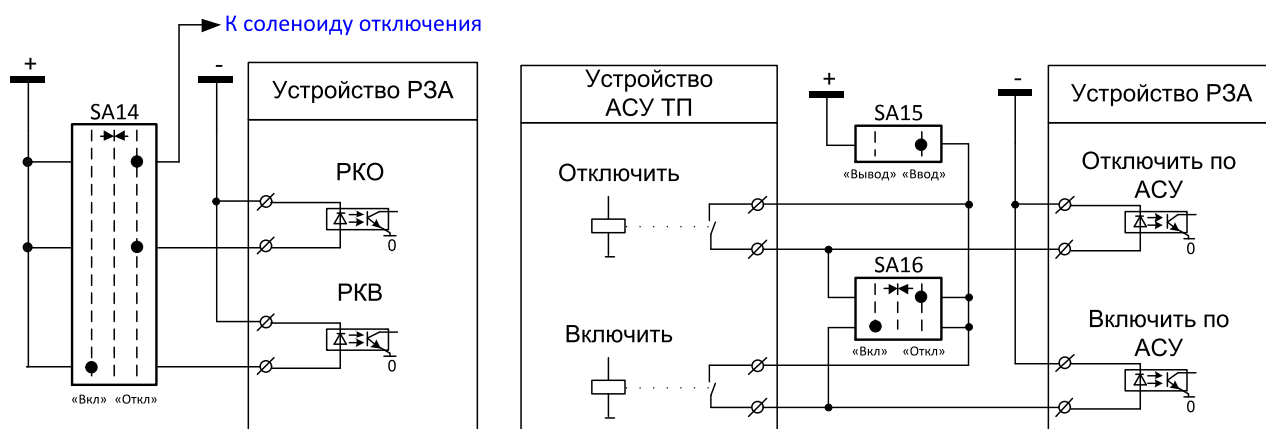 К соленоиду отключения
+
-
SA14
«Вкл» «Откл»
Устройство РЗА
РКО
0
РКВ
0
Устройство
АСУ ТП
Отключить
Включить
+
SA15
«Вывод» «Ввод»
SA16
«Вкл» «Откл»
-
Устройство РЗА
Отключить по
АСУ
0
Включить по
АСУ
0